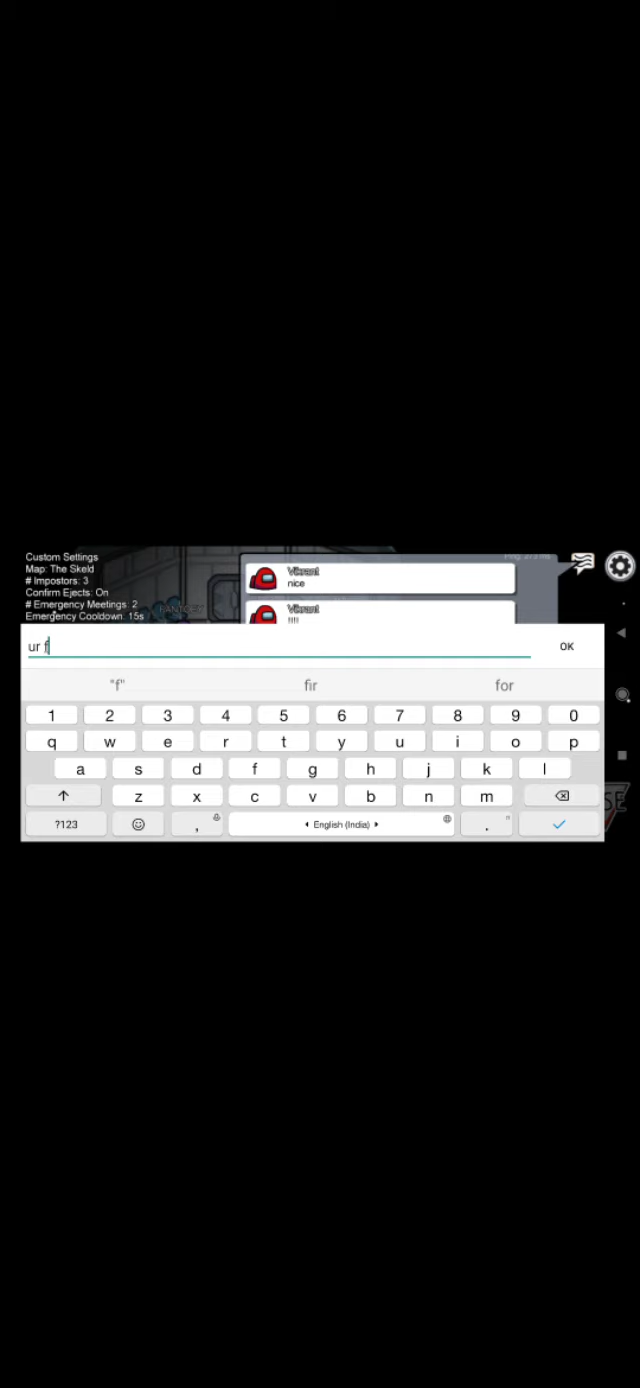 Custom Settings
Map: The Skeld
# Impostors: 3
Confirm Ejects: On
# Emergency Meetings: 2
Emergency Cooldown: 15s
Vikrant
nice
Vikrant
!!!!
ur f
OK
"f" fir for
1 2 3 4 5 6 7 8 9 0
q w e r t y u i o p
a s d f g h j k l
z x c v b n m
?123 , English (India) .